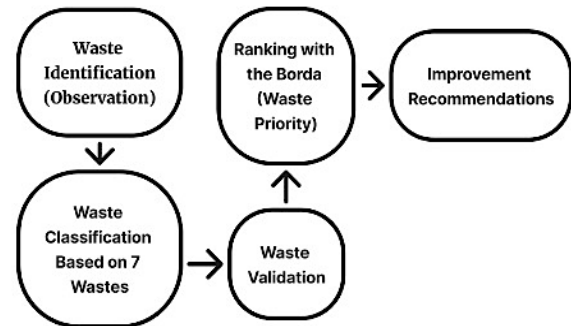 Waste
Identification
(Observation)
Waste
Classification
Based on 7
Wastes
Waste
Validation
Ranking with
the Borda
(Waste
Priority)
Improvement
Recommendations